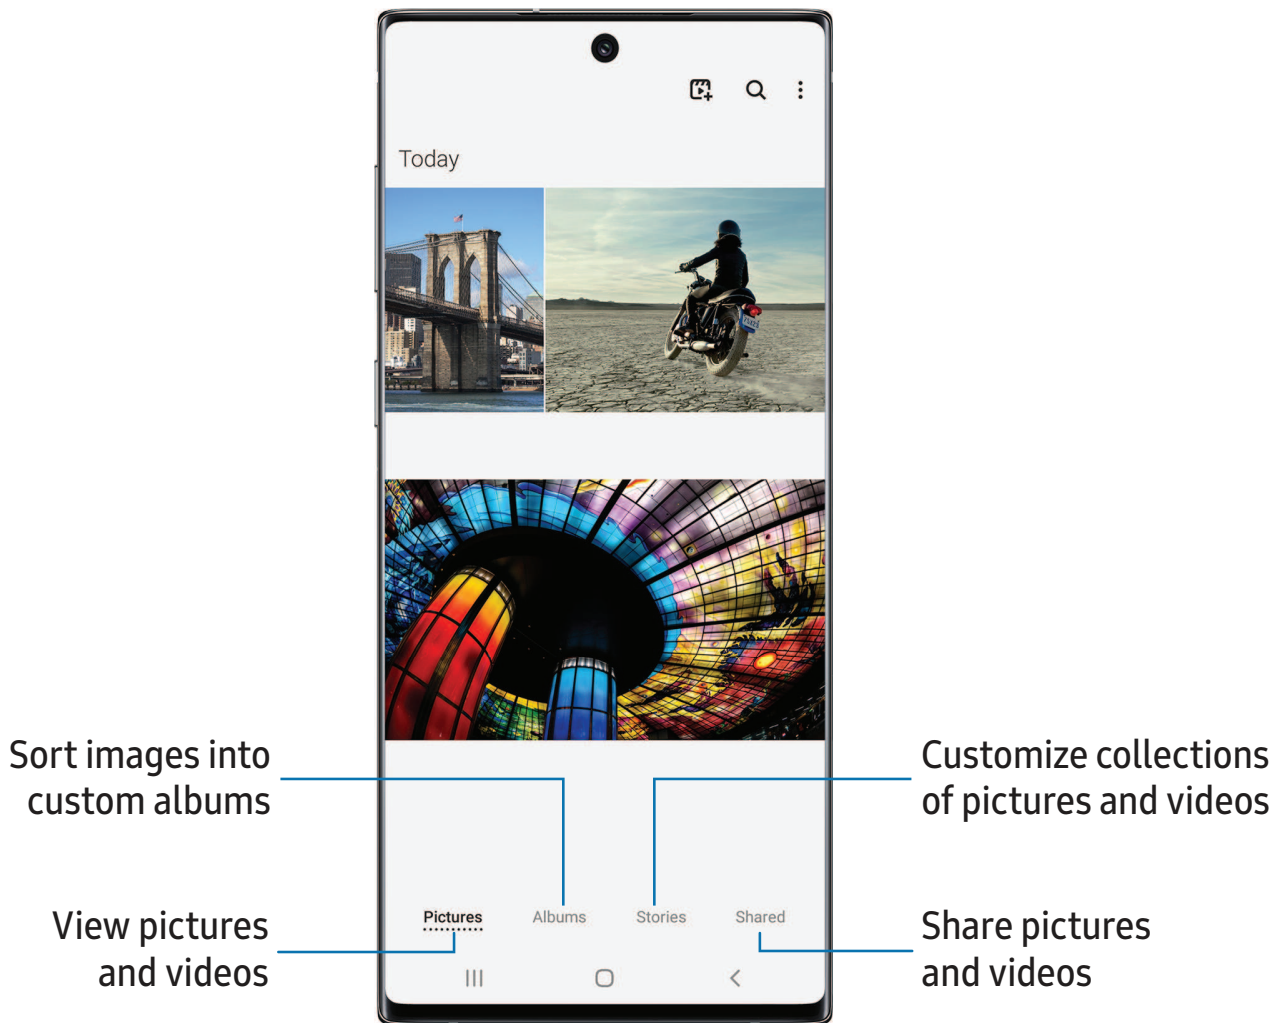 Today
Sort images into
custom albums
Customize collections
of pictures and videos
Pictures Albums Stories Shared
View pictures
and videos
Share pictures
and videos